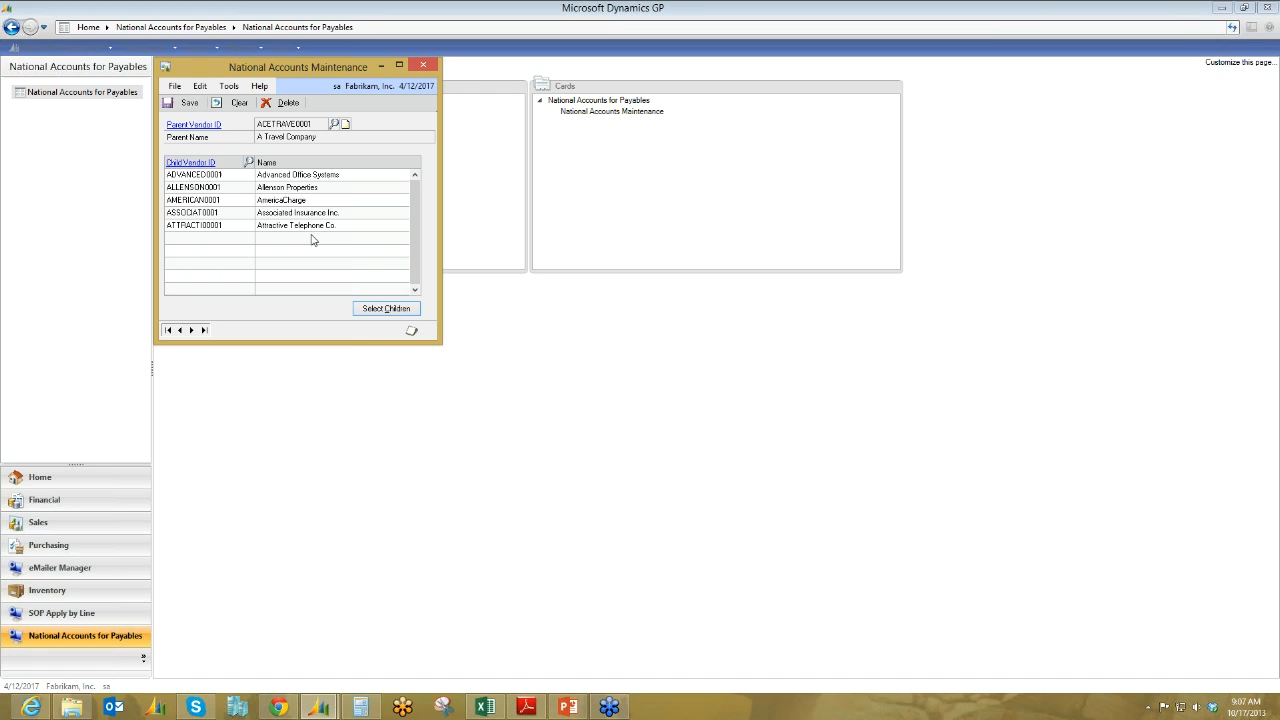 Microsoft Dynamics GP
Home National Accounts for Payables National Accounts for Payables
Customize this page...
National Accounts for Payables
National Accounts for Payables
National Accounts Maintenance
File Edit Tools Help sa Fabrikam, Inc. 4/12/2017
Save Clear Delete
Parent Vendor ID ACETRAVE0001
Parent Name A Travel Company
Child Vendor ID Name
ADVANCED0001 Advanced Office Systems
ALLENSON0001 Allenson Properties
AMERICAN0001 AmericaCharge
ASSOCIAT0001 Associated Insurance Inc.
ATTRACTI00001 Attractive Telephone Co.
Select Children
Cards
National Accounts for Payables
National Accounts Maintenance
Home
Financial
Sales
Purchasing
eMailer Manager
Inventory
SOP Apply by Line
National Accounts for Payables
4/12/2017 Fabrikam, Inc. sa
9:07 AM
10/17/2013